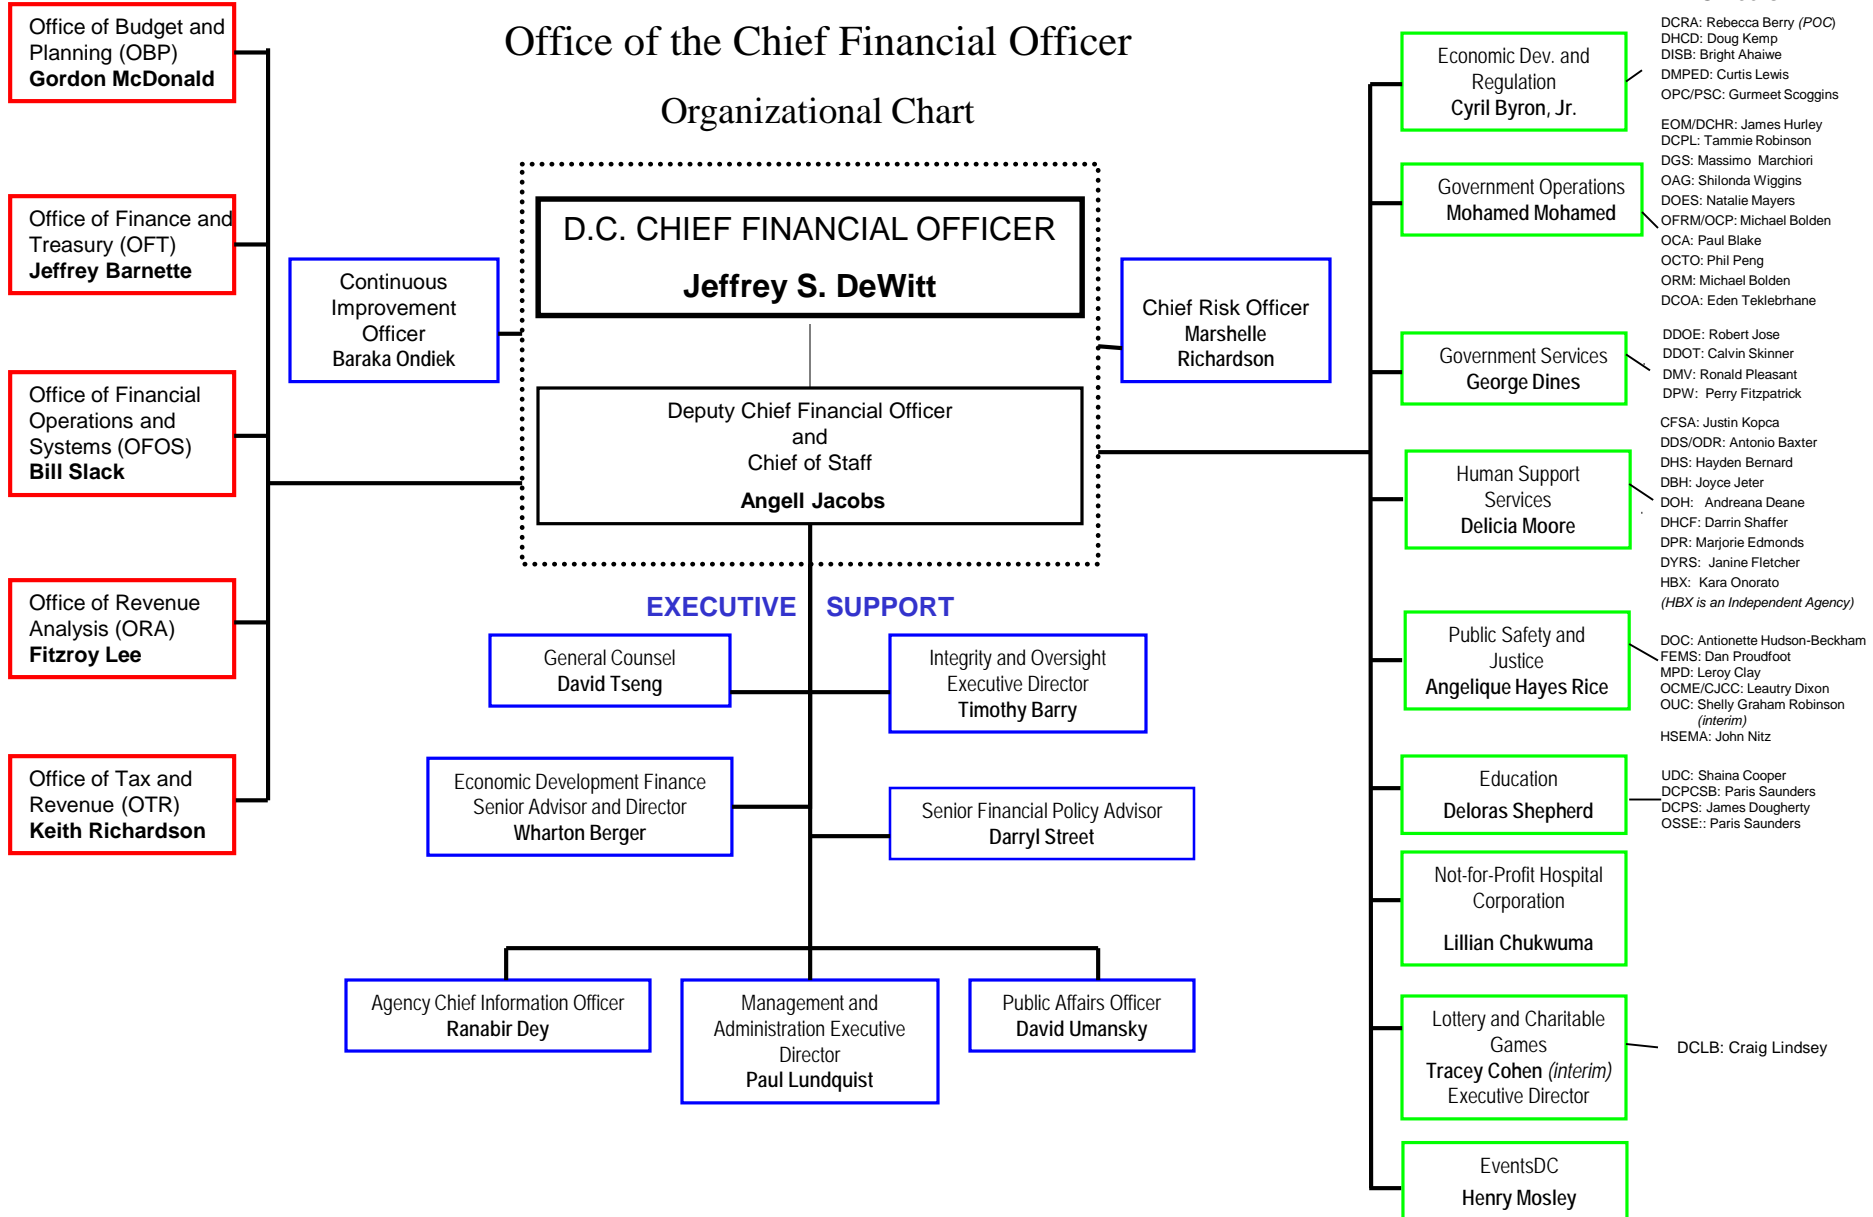 Office of the Chief Financial Officer
Organizational Chart
Office of Budget and
Planning (OBP)
Gordon McDonald
Office of Finance and
Treasury (OFT)
Jeffrey Barnette
Office of Financial
Operations and
Systems (OFOS)
Bill Slack
Office of Revenue
Analysis (ORA)
Fitzroy Lee
Office of Tax and
Revenue (OTR)
Keith Richardson
Continuous
Improvement
Officer
Baraka Ondiek
D.C. CHIEF FINANCIAL OFFICER
Jeffrey S. DeWitt
Deputy Chief Financial Officer
and
Chief of Staff
Angell Jacobs
Chief Risk Officer
Marshelle
Richardson
EXECUTIVE SUPPORT
General Counsel
David Tseng
Integrity and Oversight
Executive Director
Timothy Barry
Economic Development Finance
Senior Advisor and Director
Wharton Berger
Senior Financial Policy Advisor
Darryl Street
Agency Chief Information Officer
Ranabir Dey
Management and
Administration Executive
Director
Paul Lundquist
Public Affairs Officer
David Umansky
Economic Dev. and
Regulation
Cyril Byron, Jr.
DCRA: Rebecca Berry (POC)
DHCD: Doug Kemp
DISB: Bright Ahaiwe
DMPED: Curtis Lewis
OPC/PSC: Gurmeet Scoggins
Government Operations
Mohamed Mohamed
EOM/DCHR: James Hurley
DCPL: Tammie Robinson
DGS: Massimo Marchiori
OAG: Shilonda Wiggins
DOES: Natalie Mayers
OFRM/OCP: Michael Bolden
OCA: Paul Blake
OCTO: Phil Peng
ORM: Michael Bolden
DCOA: Eden Teklebrhane
Government Services
George Dines
DDOE: Robert Jose
DDOT: Calvin Skinner
DMV: Ronald Pleasant
DPW: Perry Fitzpatrick
Human Support
Services
Delicia Moore
CFSA: Justin Kopca
DDS/ODR: Antonio Baxter
DHS: Hayden Bernard
DBH: Joyce Jeter
DOH: Andreana Deane
DHCF: Darrin Shaffer
DPR: Marjorie Edmonds
DYRS: Janine Fletcher
HBX: Kara Onorato
(HBX is an Independent Agency)
Public Safety and
Justice
Angelique Hayes Rice
DOC: Antionette Hudson-Beckham
FEMS: Dan Proudfoot
MPD: Leroy Clay
OCME/CJCC: Leautry Dixon
OUC: Shelly Graham Robinson
(interim)
HSEMA: John Nitz
Education
Deloras Shepherd
UDC: Shaina Cooper
DCPCSB: Paris Saunders
DCPS: James Dougherty
OSSE:: Paris Saunders
Not-for-Profit Hospital
Corporation
Lillian Chukwuma
Lottery and Charitable
Games
Tracey Cohen (interim)
Executive Director
DCLB: Craig Lindsey
EventsDC
Henry Mosley